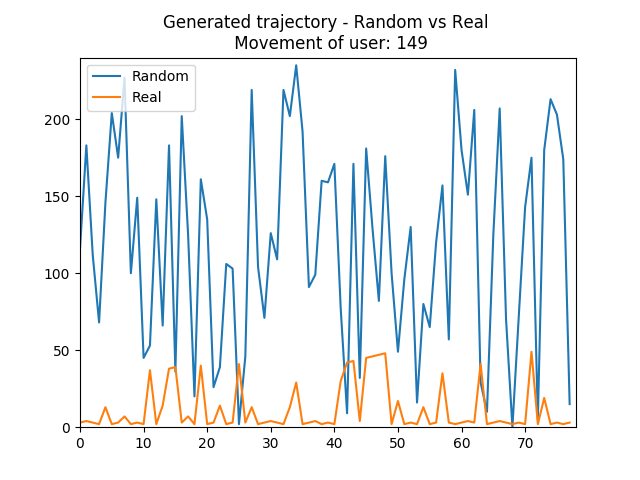 Generated trajectory - Random vs Real
Movement of user: 149
Random
Real
200
150
100
50
0
0 10 20 30 40 50 60 70